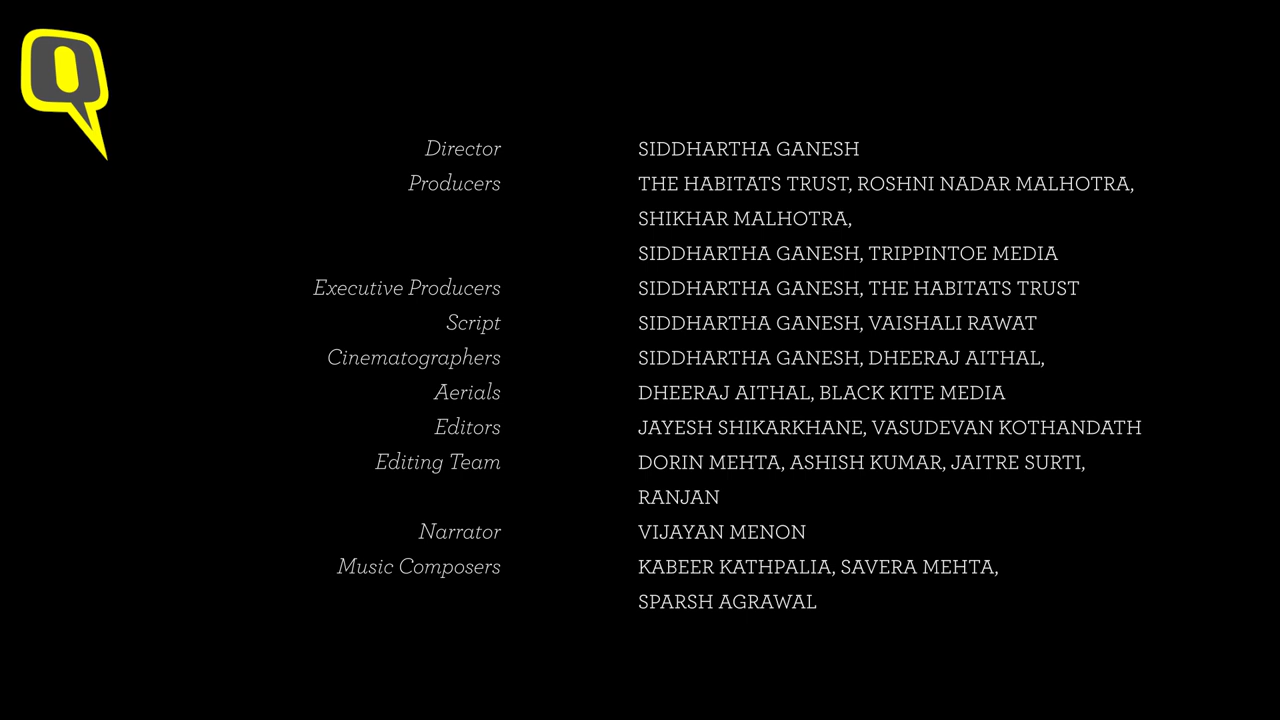 Director SIDDHARTHA GANESH
Producers THE HABITATS TRUST, ROSHNI NADAR MALHOTRA,
SHIKHAR MALHOTRA,
SIDDHARTHA GANESH, TRIPPINTOE MEDIA
Executive Producers SIDDHARTHA GANESH, THE HABITATS TRUST
Script SIDDHARTHA GANESH, VAISHALI RAWAT
Cinematographers SIDDHARTHA GANESH, DHEERAJ AITHAL,
Aerials DHEERAJ AITHAL, BLACK KITE MEDIA
Editors JAYESH SHIKARKHANE, VASUDEVAN KOTHANDATH
Editing Team DORIN MEHTA, ASHISH KUMAR, JAITRE SURTI,
RANJAN
Narrator VIJAYAN MENON
Music Composers KABEER KATHPALIA, SAVERA MEHTA,
SPARSH AGRAWAL